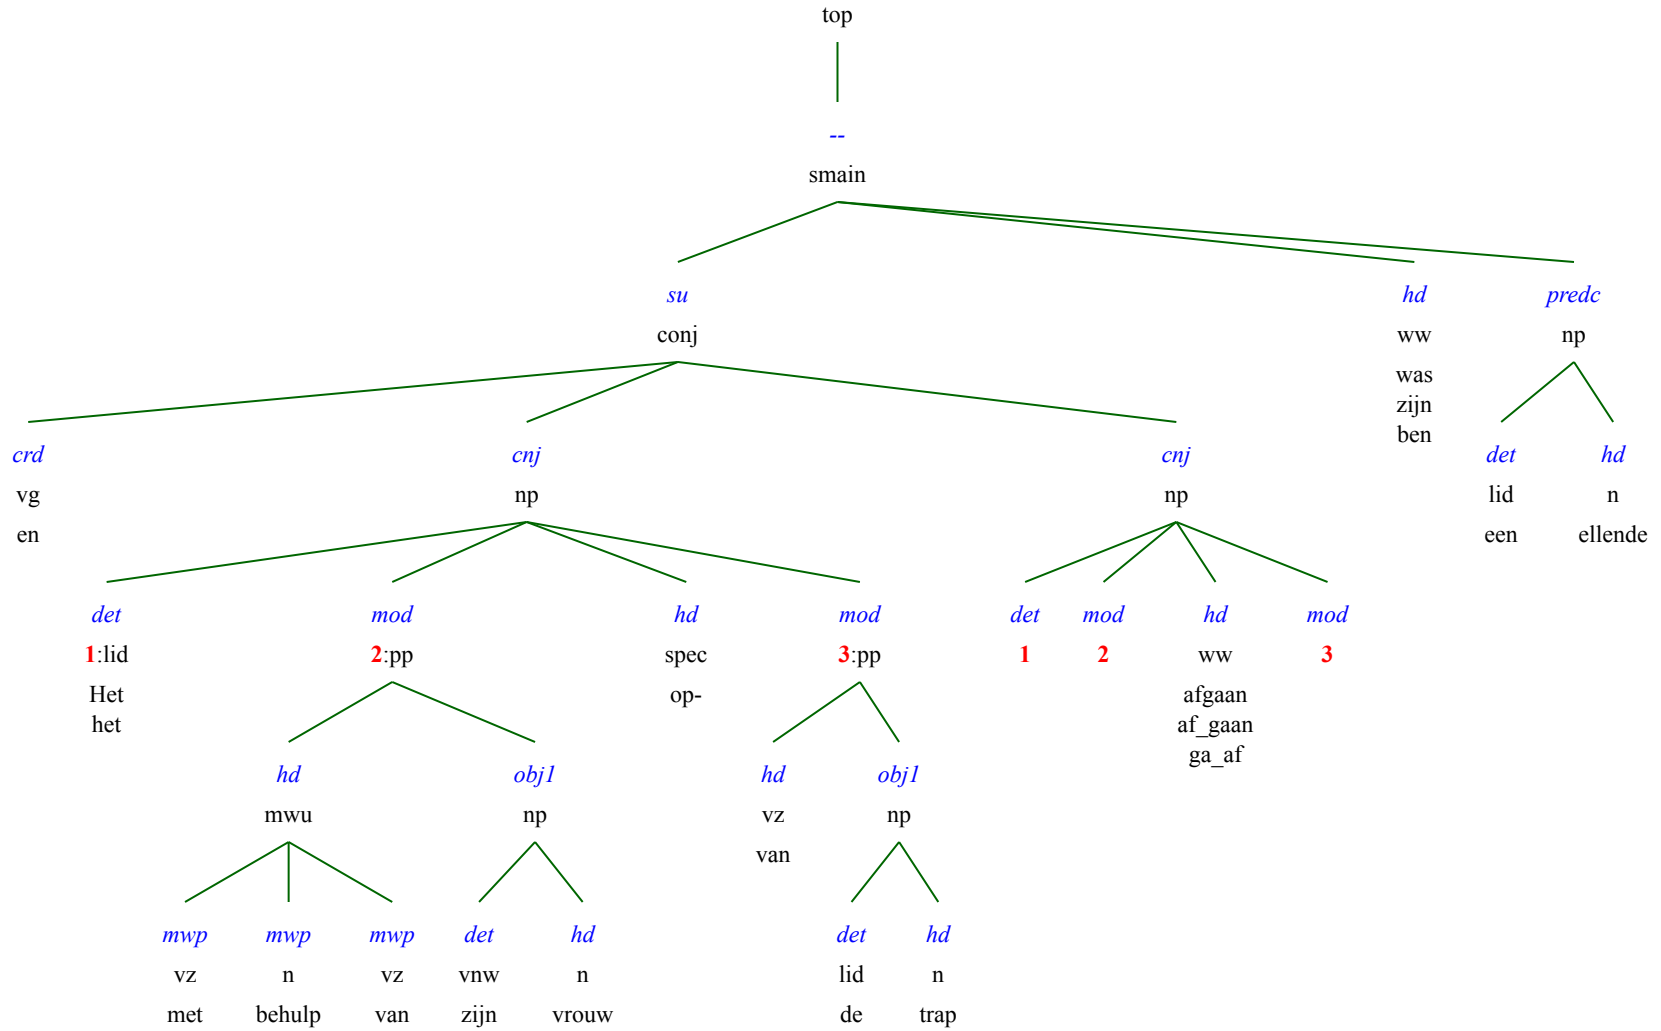 top
--
smain
su hd predc
conj ww np
was
zijn
ben
crd cnj cnj det hd
vg np np lid n
en een ellende
det mod hd mod det mod hd mod
1:lid 2:pp spec 3:pp 1 2 ww 3
Het op- afgaan
het af_gaan
ga_af
hd obj1 hd obj1
mwu np vz np
van
mwp mwp mwp det hd det hd
vz n vz vnw n lid n
met behulp van zijn vrouw de trap